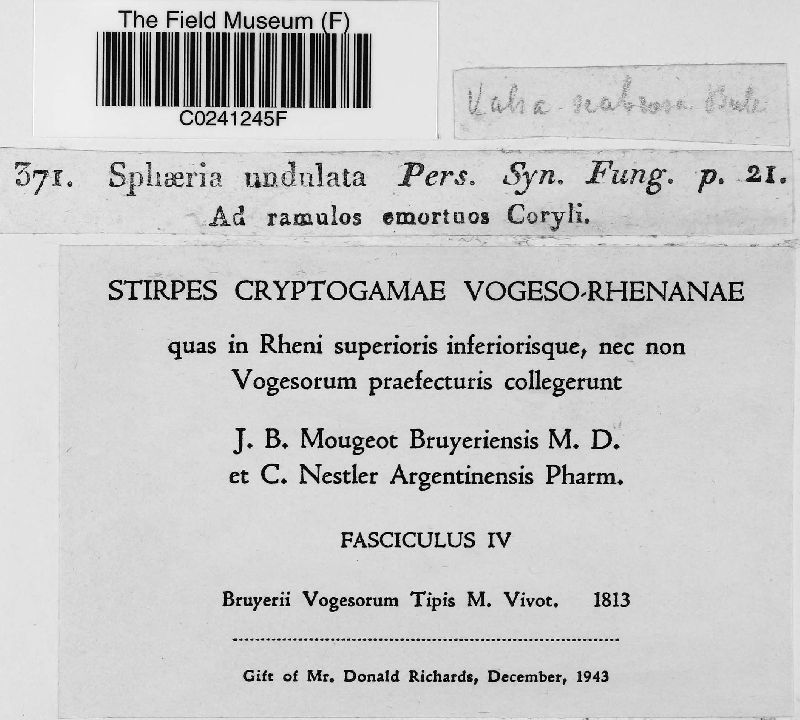 The Field Museum (F)
C0241245F
Valsa scabrosa
371. Sphæria undulata Pers. Syn. Fung. p. 21.
Ad ramulos emortuos Coryli.
STIRPES CRYPTOGAMAE VOGESO-RHENANAE
quas in Rheni superioris inferiorisque, nec non
Vogesorum praefecturis collegerunt
J. B. Mougeot Bruyeriensis M. D.
et C. Nestler Argentinensis Pharm.
FASCICULUS IV
Bruyerii Vogesorum Tipis M. Vivot. 1813
Gift of Mr. Donald Richards, December, 1943